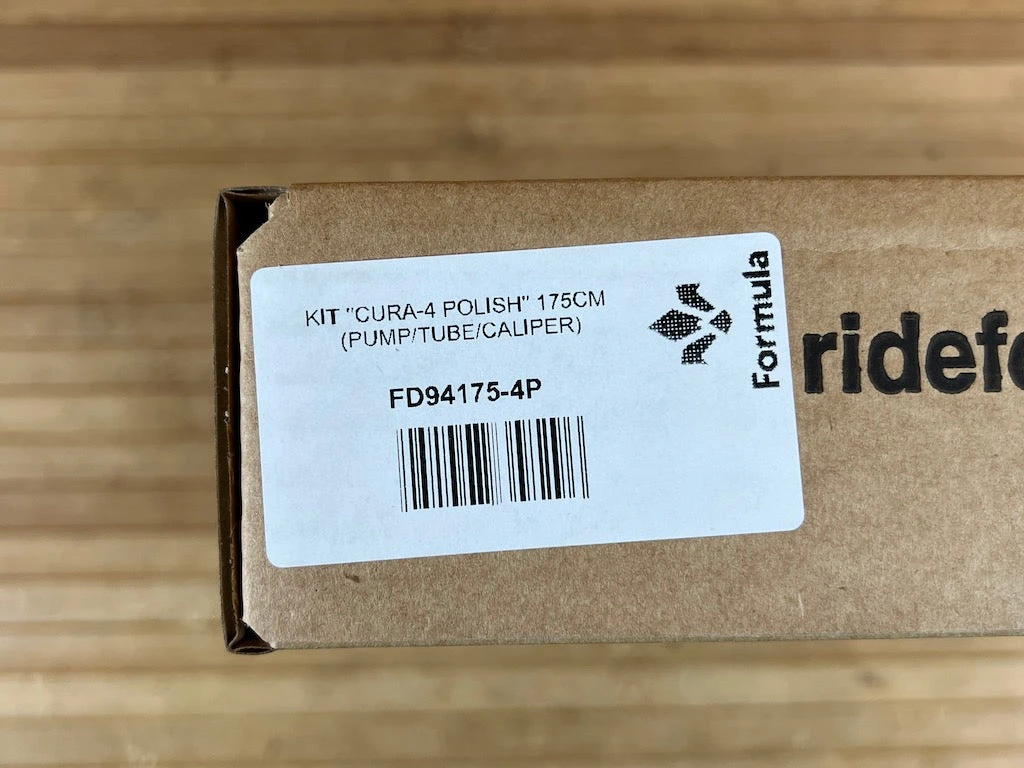 KIT "CURA-4 POLISH" 175CM
(PUMP/TUBE/CALIPER)
FD94175-4P
Formula
ridefo